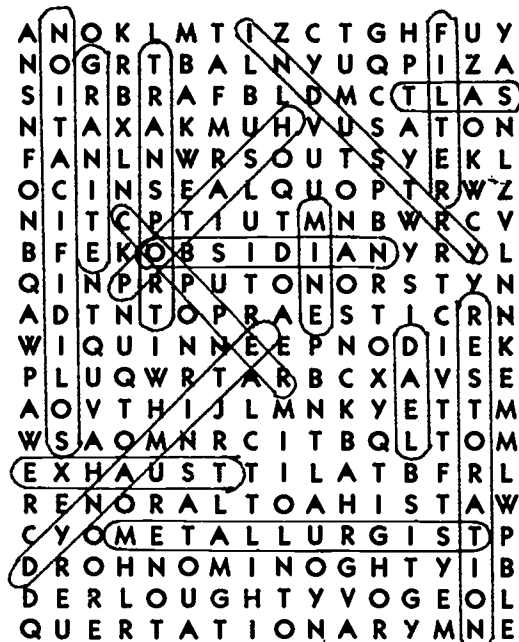 A N O K L M T I Z C T G H F U Y
N O G R T B A L N Y U Q P I Z A
S I R B R A F B L D M C T L A S
N T A X A K M U H V U S A T O N
F A N L N W R S O U T S Y E K L
O C I N S E A L Q U O P T R W Z
N I T C P T I U T M N B W R C V
B F E K O B S I D I A N Y R Y L
Q I N P R P U T O N O R S T Y N
A D T N T O P R A E S T I C R N
W I Q U I N N E E P N O D I E K
P L U Q W R T A R B C X A V S E
A O V T H I J L M N K Y E T T M
W S A O M N R C I T B Q L T O M
E X H A U S T T I L A T B F R L
R E N O R A L T O A H I S T A W
C Y O M E T A L L U R G I S T P
D R O H N O M I N O G H T Y I B
D E R L O U G H T Y V O G E O L
Q U E R T A T I O N A R Y M N E